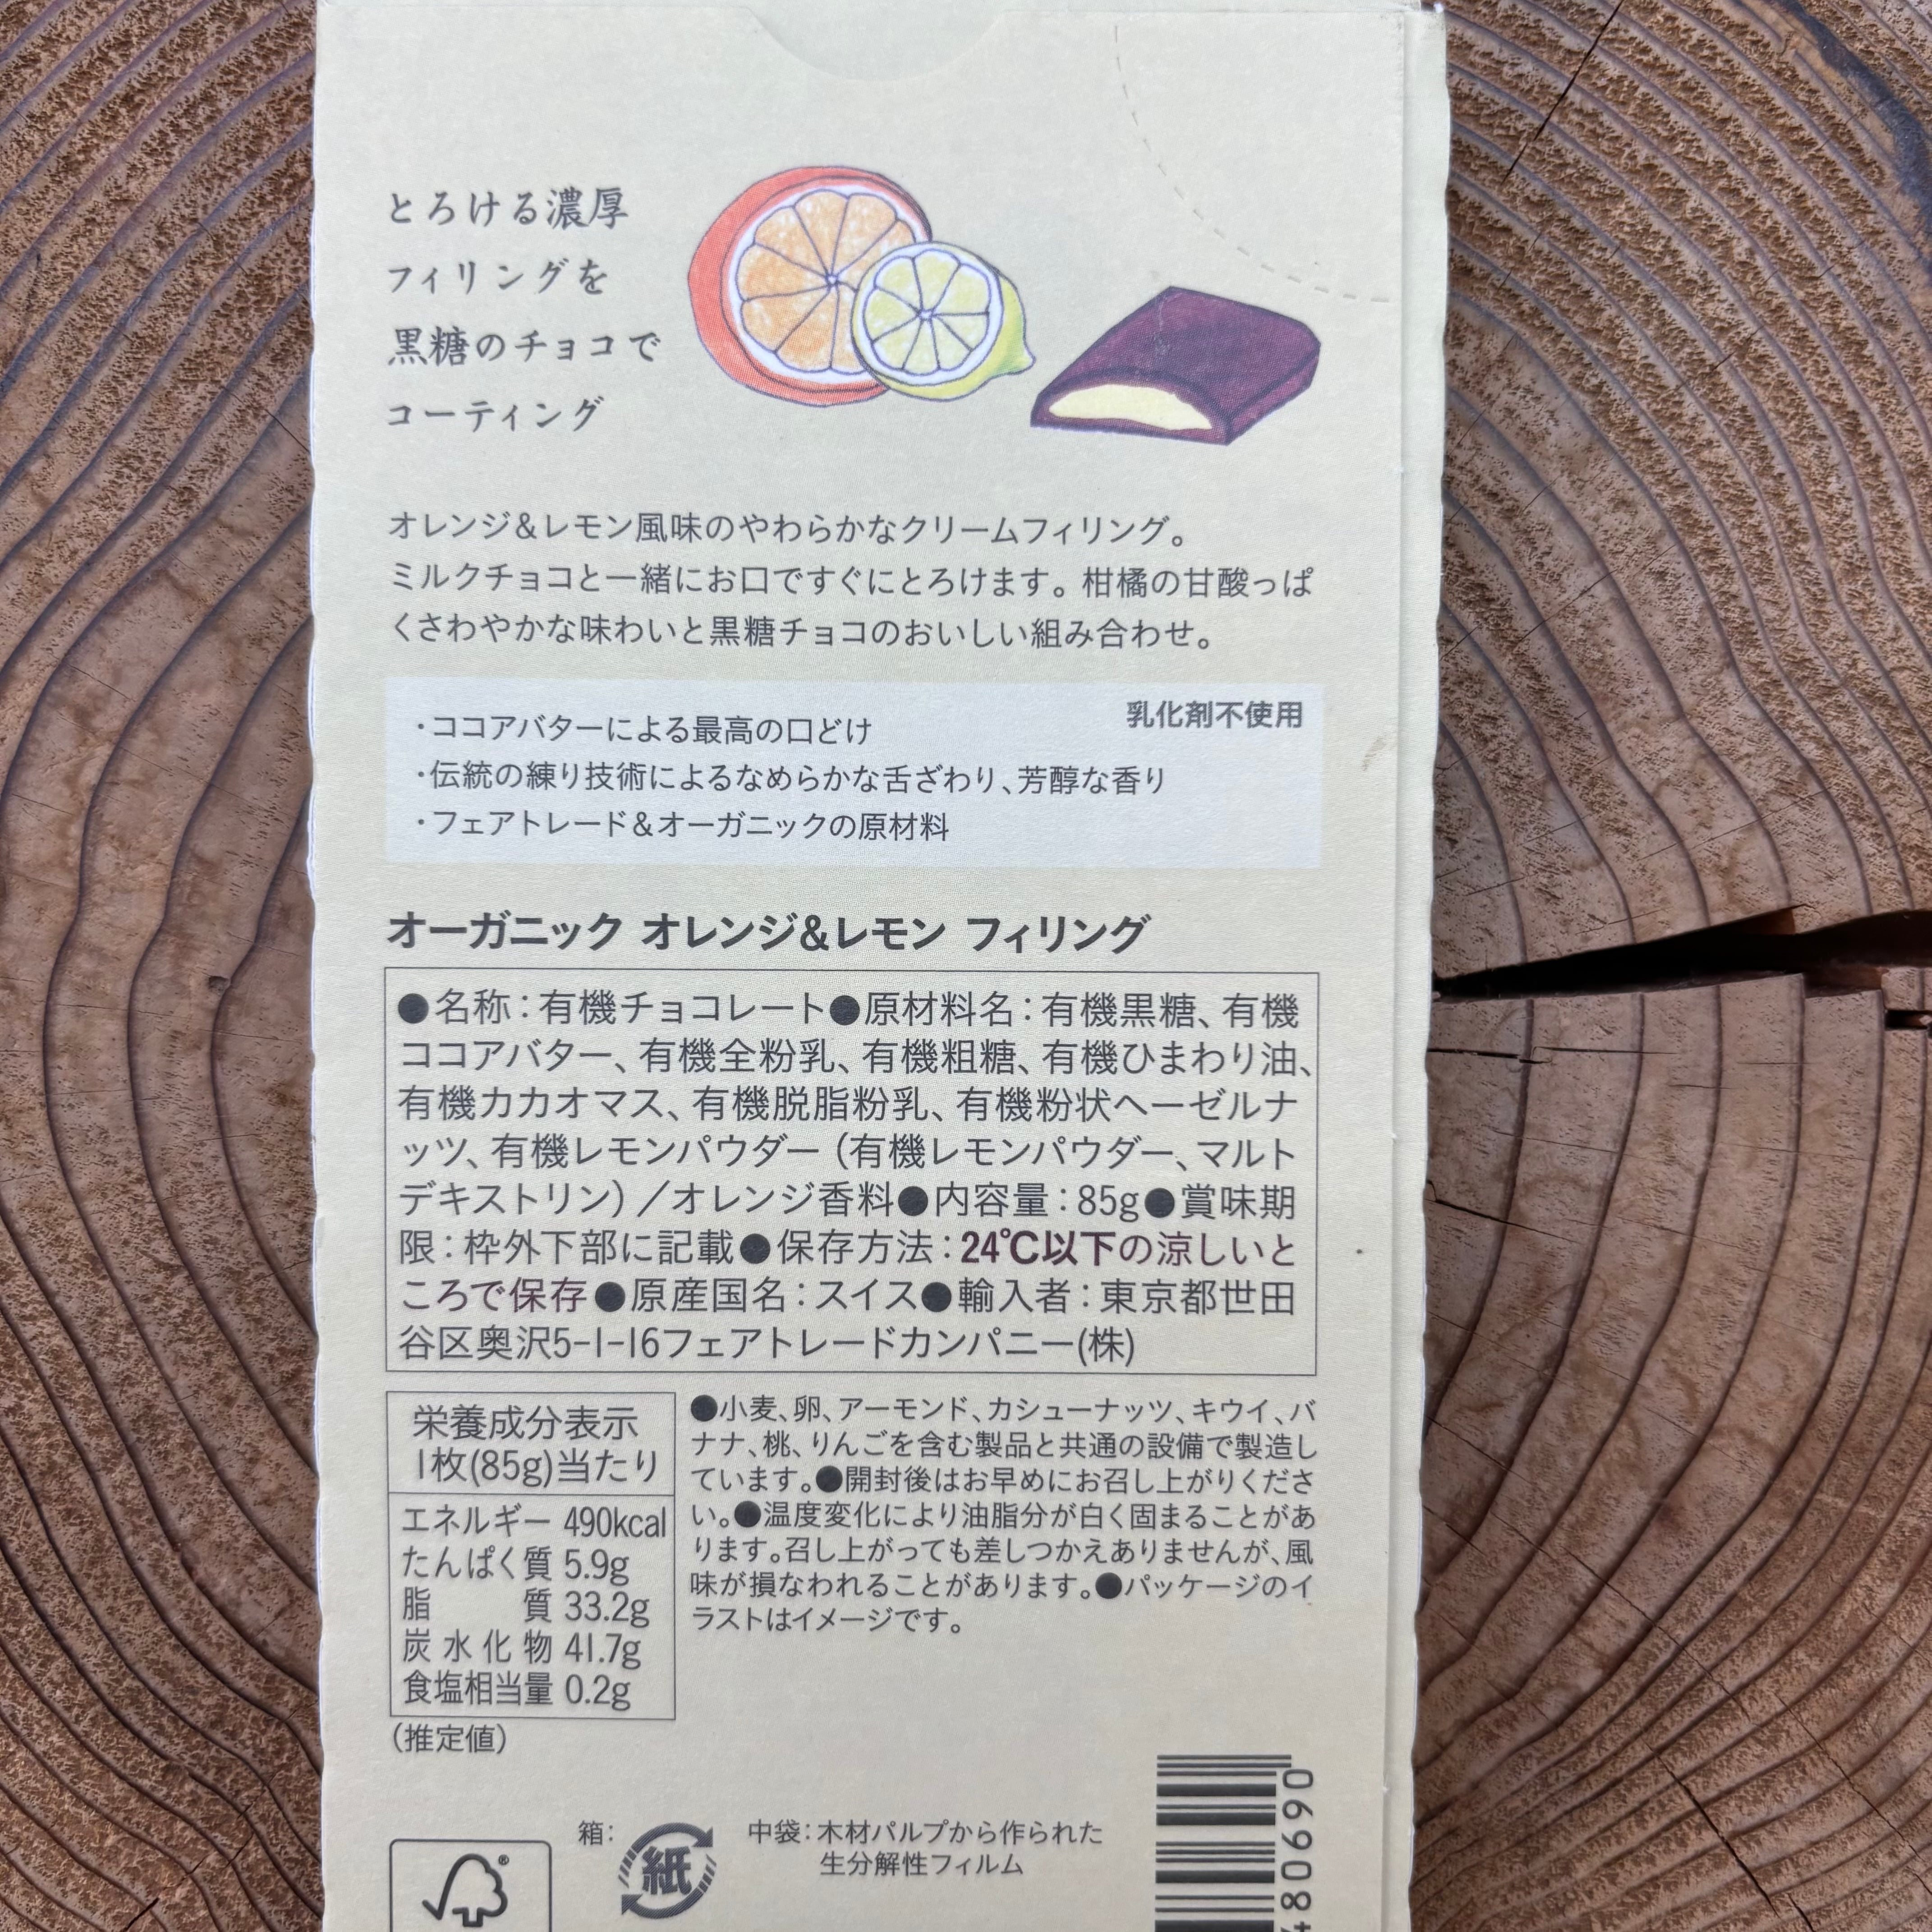 とろける濃厚
フィリングを
黒糖のチョコで
コーティング
オレンジ&レモン風味のやわらかなクリームフィリング。
ミルクチョコと一緒にお口ですぐにとろけます。柑橘の甘酸っぱ
くさわやかな味わいと黒糖チョコのおいしい組み合わせ。
乳化剤不使用
・ココアバターによる最高の口どけ
・伝統の練り技術によるなめらかな舌ざわり、芳醇な香り
・フェアトレード&オーガニックの原材料
オーガニック オレンジ&レモン フィリング
●名称:有機チョコレート●原材料名:有機黒糖、有機
ココアバター、有機全粉乳、有機粗糖、有機ひまわり油、
有機カカオマス、有機脱脂粉乳、有機粉状ヘーゼルナ
ッツ、有機レモンパウダー(有機レモンパウダー、マルト
デキストリン)/オレンジ香料●内容量:85g●賞味期
限:枠外下部に記載●保存方法:24℃以下の涼しいと
ころで保存●原産国名:スイス●輸入者:東京都世田
谷区奥沢5-1-16フェアトレードカンパニー(株)
栄養成分表示
1枚(85g)当たり
エネルギー 490kcal
たんぱく質 5.9g
脂質 33.2g
炭水化物 41.7g
食塩相当量 0.2g
(推定値)
●小麦、卵、アーモンド、カシューナッツ、キウイ、バ
ナナ、桃、りんごを含む製品と共通の設備で製造し
ています。●開封後はお早めにお召し上がりくださ
い。●温度変化により油脂分が白く固まることがあ
ります。召し上がっても差しつかえありませんが、風
味が損なわれることがあります。●パッケージのイ
ラストはイメージです。
箱:
紙
中袋:木材パルプから作られた
生分解性フィルム
®
069608